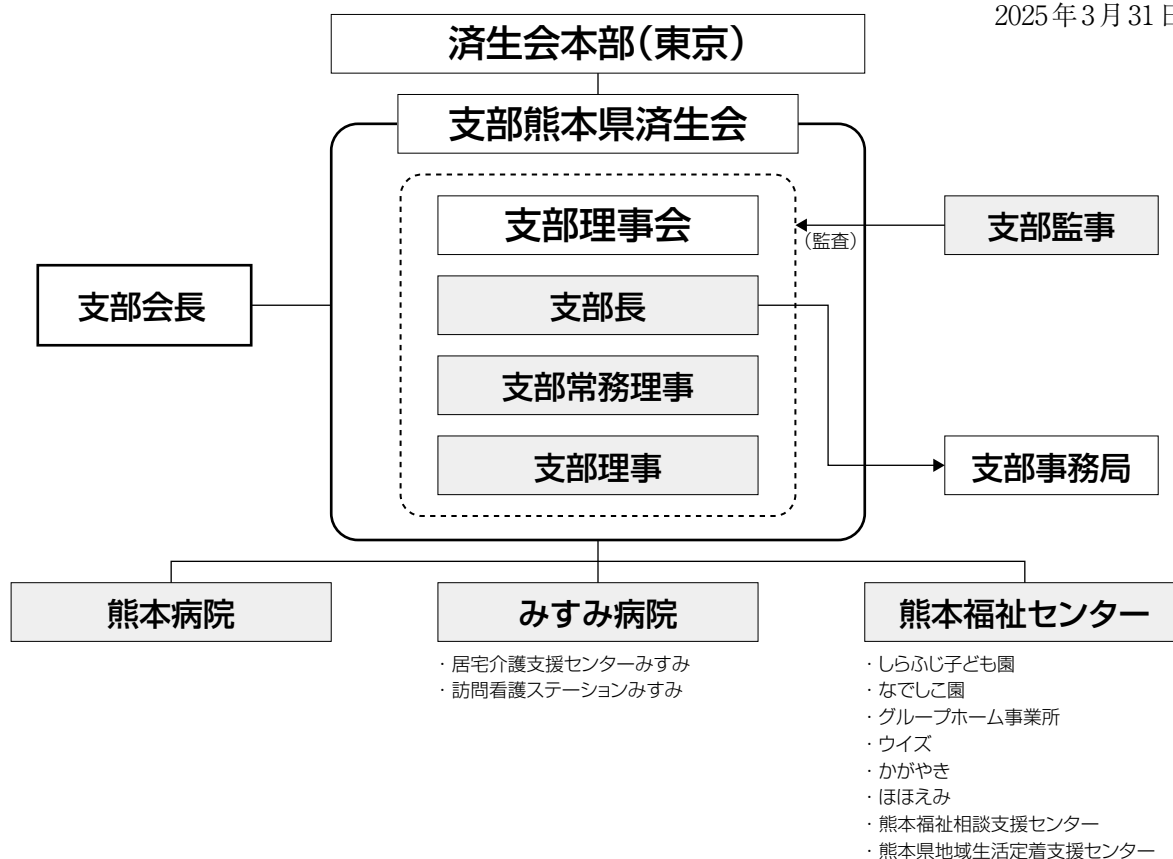 2025年3月31日
済生会本部(東京)
支部熊本県済生会
支部理事会
(監査)
支部監事
支部会長
支部長
支部常務理事
支部理事
支部事務局
熊本病院
みすみ病院
・居宅介護支援センターみすみ
・訪問看護ステーションみすみ
熊本福祉センター
・しらふじ子ども園
・なでしこ園
・グループホーム事業所
・ウイズ
・かがやき
・ほほえみ
・熊本福祉相談支援センター
・熊本県地域生活定着支援センター